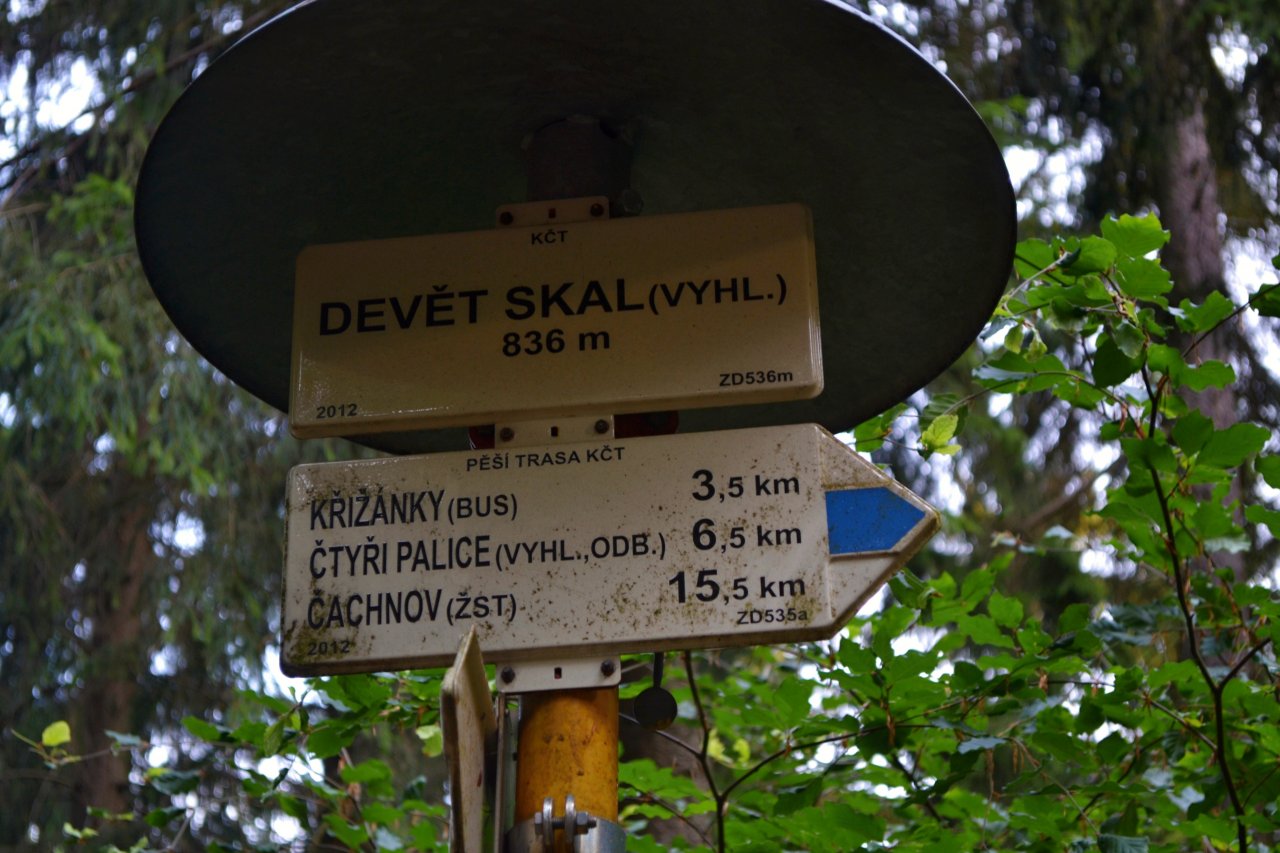 KČT
DEVĚT SKAL (VYHL.)
836 m
2012 ZD536m
PĚŠÍ TRASA KČT
KŘIŽÁNKY (BUS) 3,5 km
ČTYŘI PALICE (VYHL.,ODB.) 6,5 km
ČACHNOV (ŽST) 15,5 km
2012 ZD535a